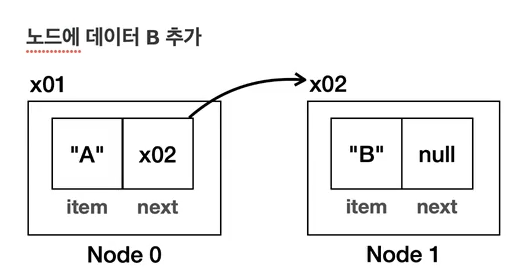 노드에 데이터 B 추가
x01
x02
"A" x02
"B" null
item next
item next
Node 0
Node 1